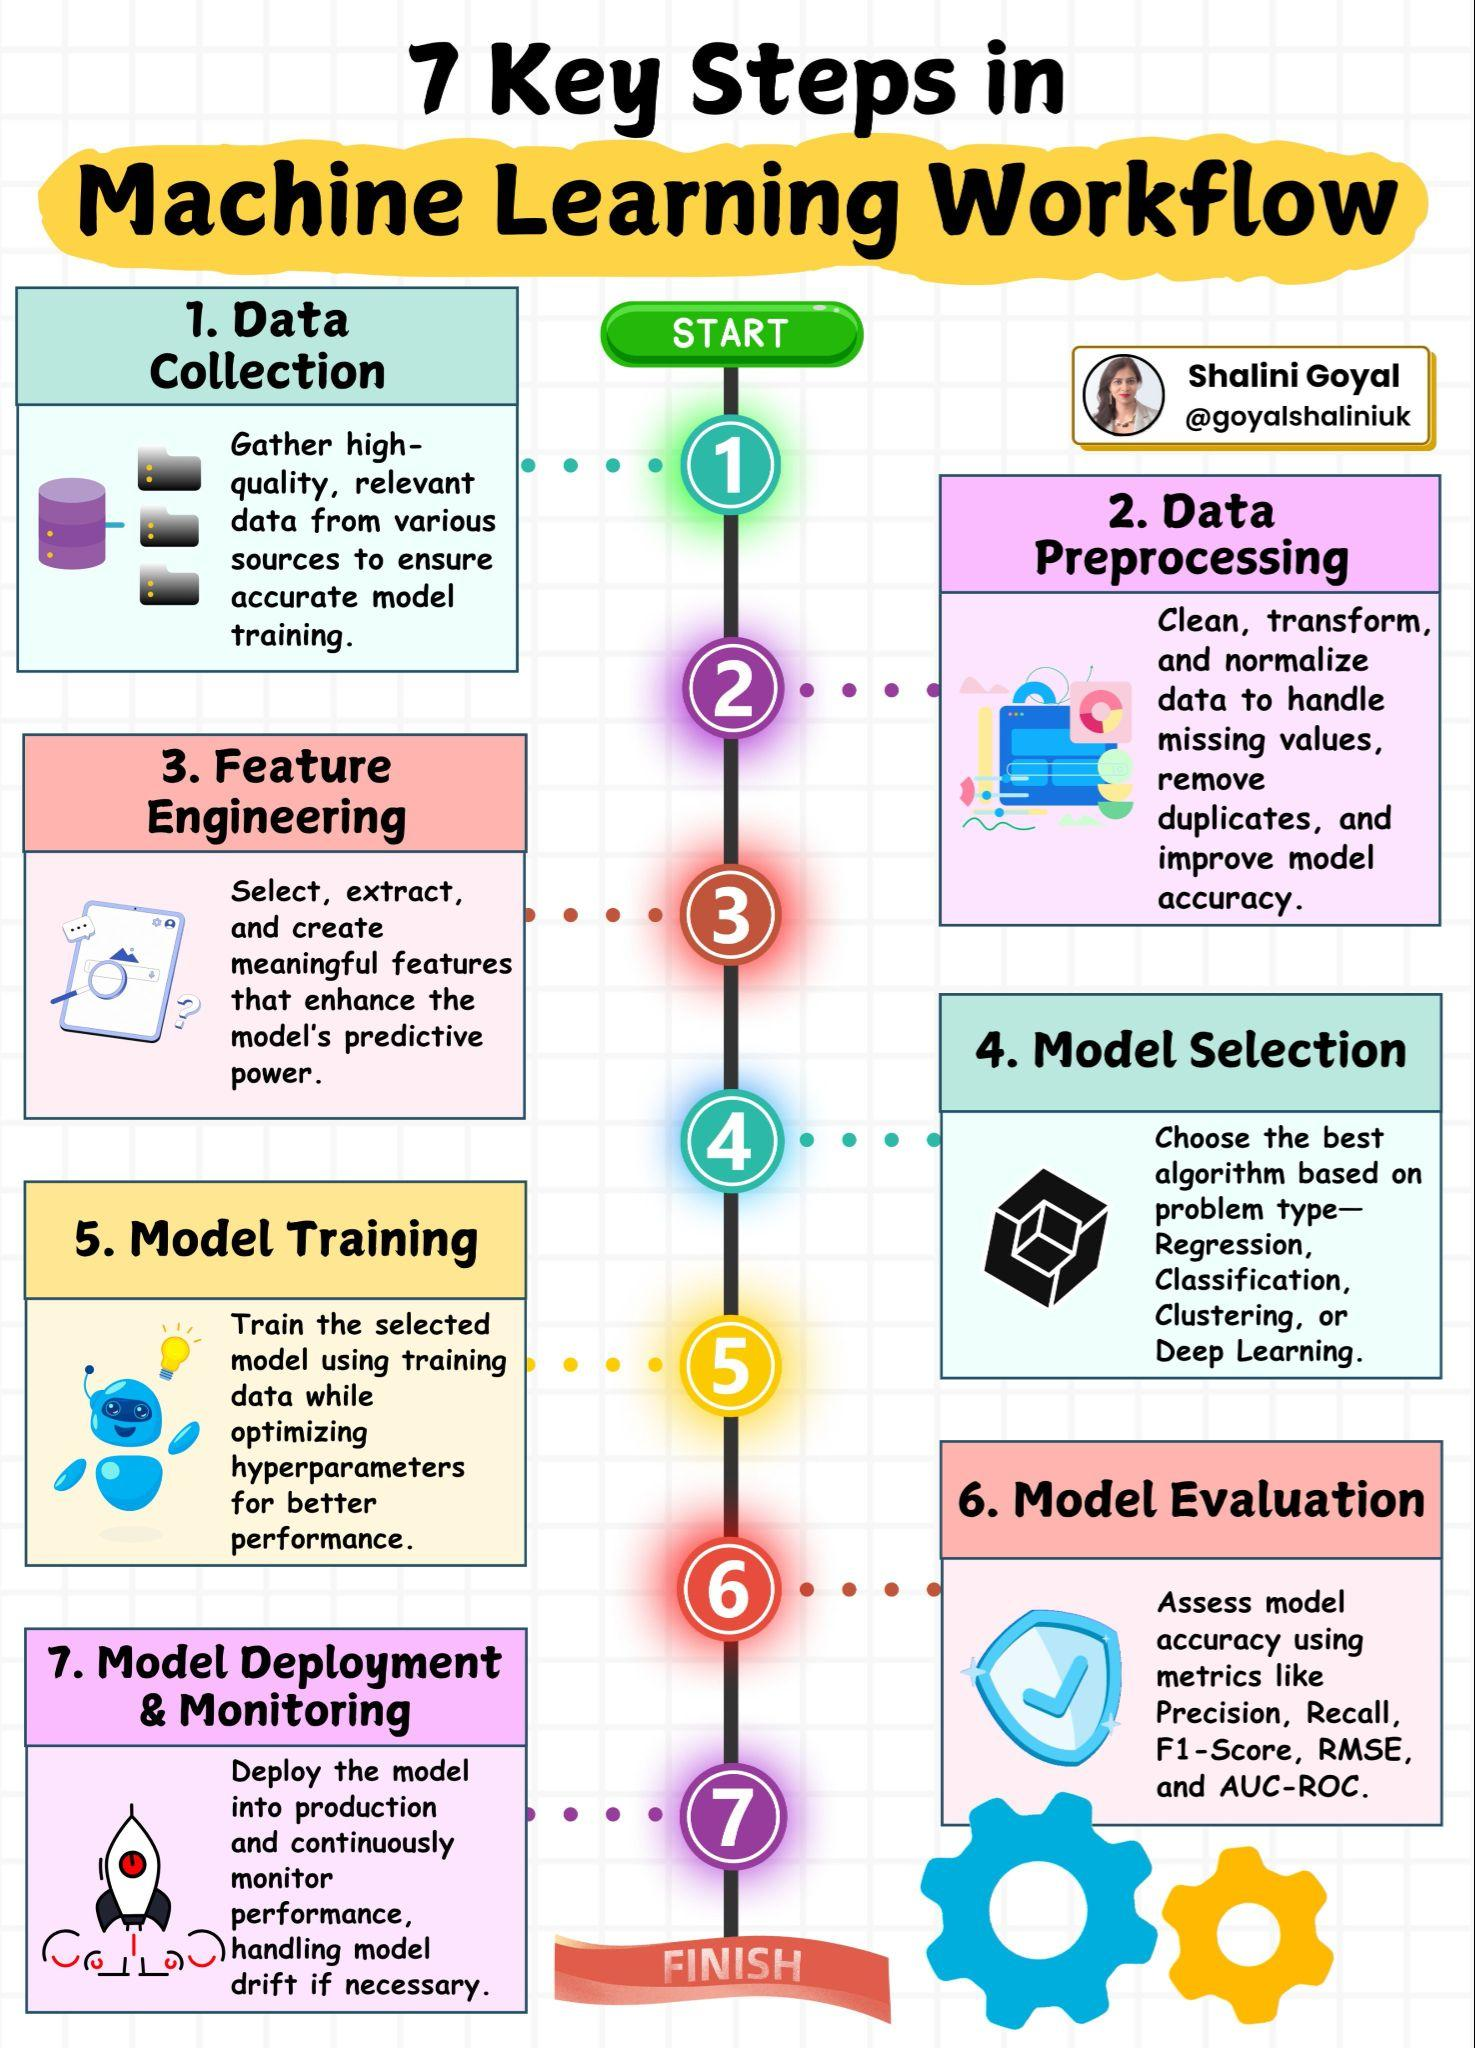 7 Key Steps in
Machine Learning Workflow
START
Shalini Goyal
@goyalshaliniuk
1. Data
Collection
Gather high-
quality, relevant
data from various
sources to ensure
accurate model
training.
1
2. Data
Preprocessing
Clean, transform,
and normalize
data to handle
missing values,
remove
duplicates, and
improve model
accuracy.
2
3. Feature
Engineering
Select, extract,
and create
meaningful features
that enhance the
model's predictive
power.
3
4. Model Selection
Choose the best
algorithm based on
problem type—
Regression,
Classification,
Clustering, or
Deep Learning.
4
5. Model Training
Train the selected
model using training
data while
optimizing
hyperparameters
for better
performance.
5
6. Model Evaluation
Assess model
accuracy using
metrics like
Precision, Recall,
F1-Score, RMSE,
and AUC-ROC.
6
7. Model Deployment
& Monitoring
Deploy the model
into production
and continuously
monitor
performance,
handling model
drift if necessary.
7
FINISH